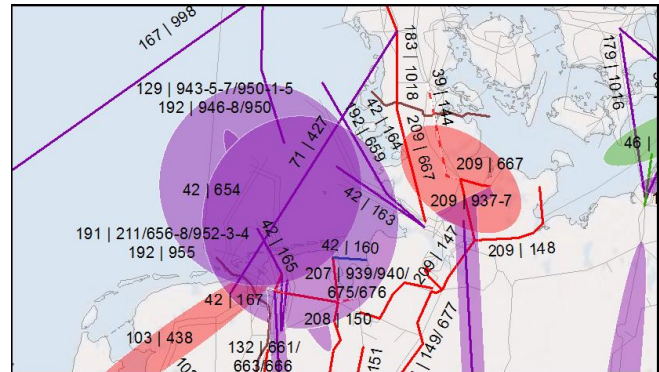 167 | 998
183 | 1018
179 | 1016
39 | 144
129 | 943-5-7/950-1-5
192 | 946-8/950
71 | 427
192 | 659
42 | 164
209 | 667
209 | 667
46 |
42 | 654
42 | 163
209 | 937-7
191 | 211/656-8/952-3-4
192 | 955
42 | 165
42 | 160
209 | 147
209 | 148
207 | 939/940/
675/676
42 | 167
208 | 150
149/ 677
103 | 438
132 | 661/
663/666
151